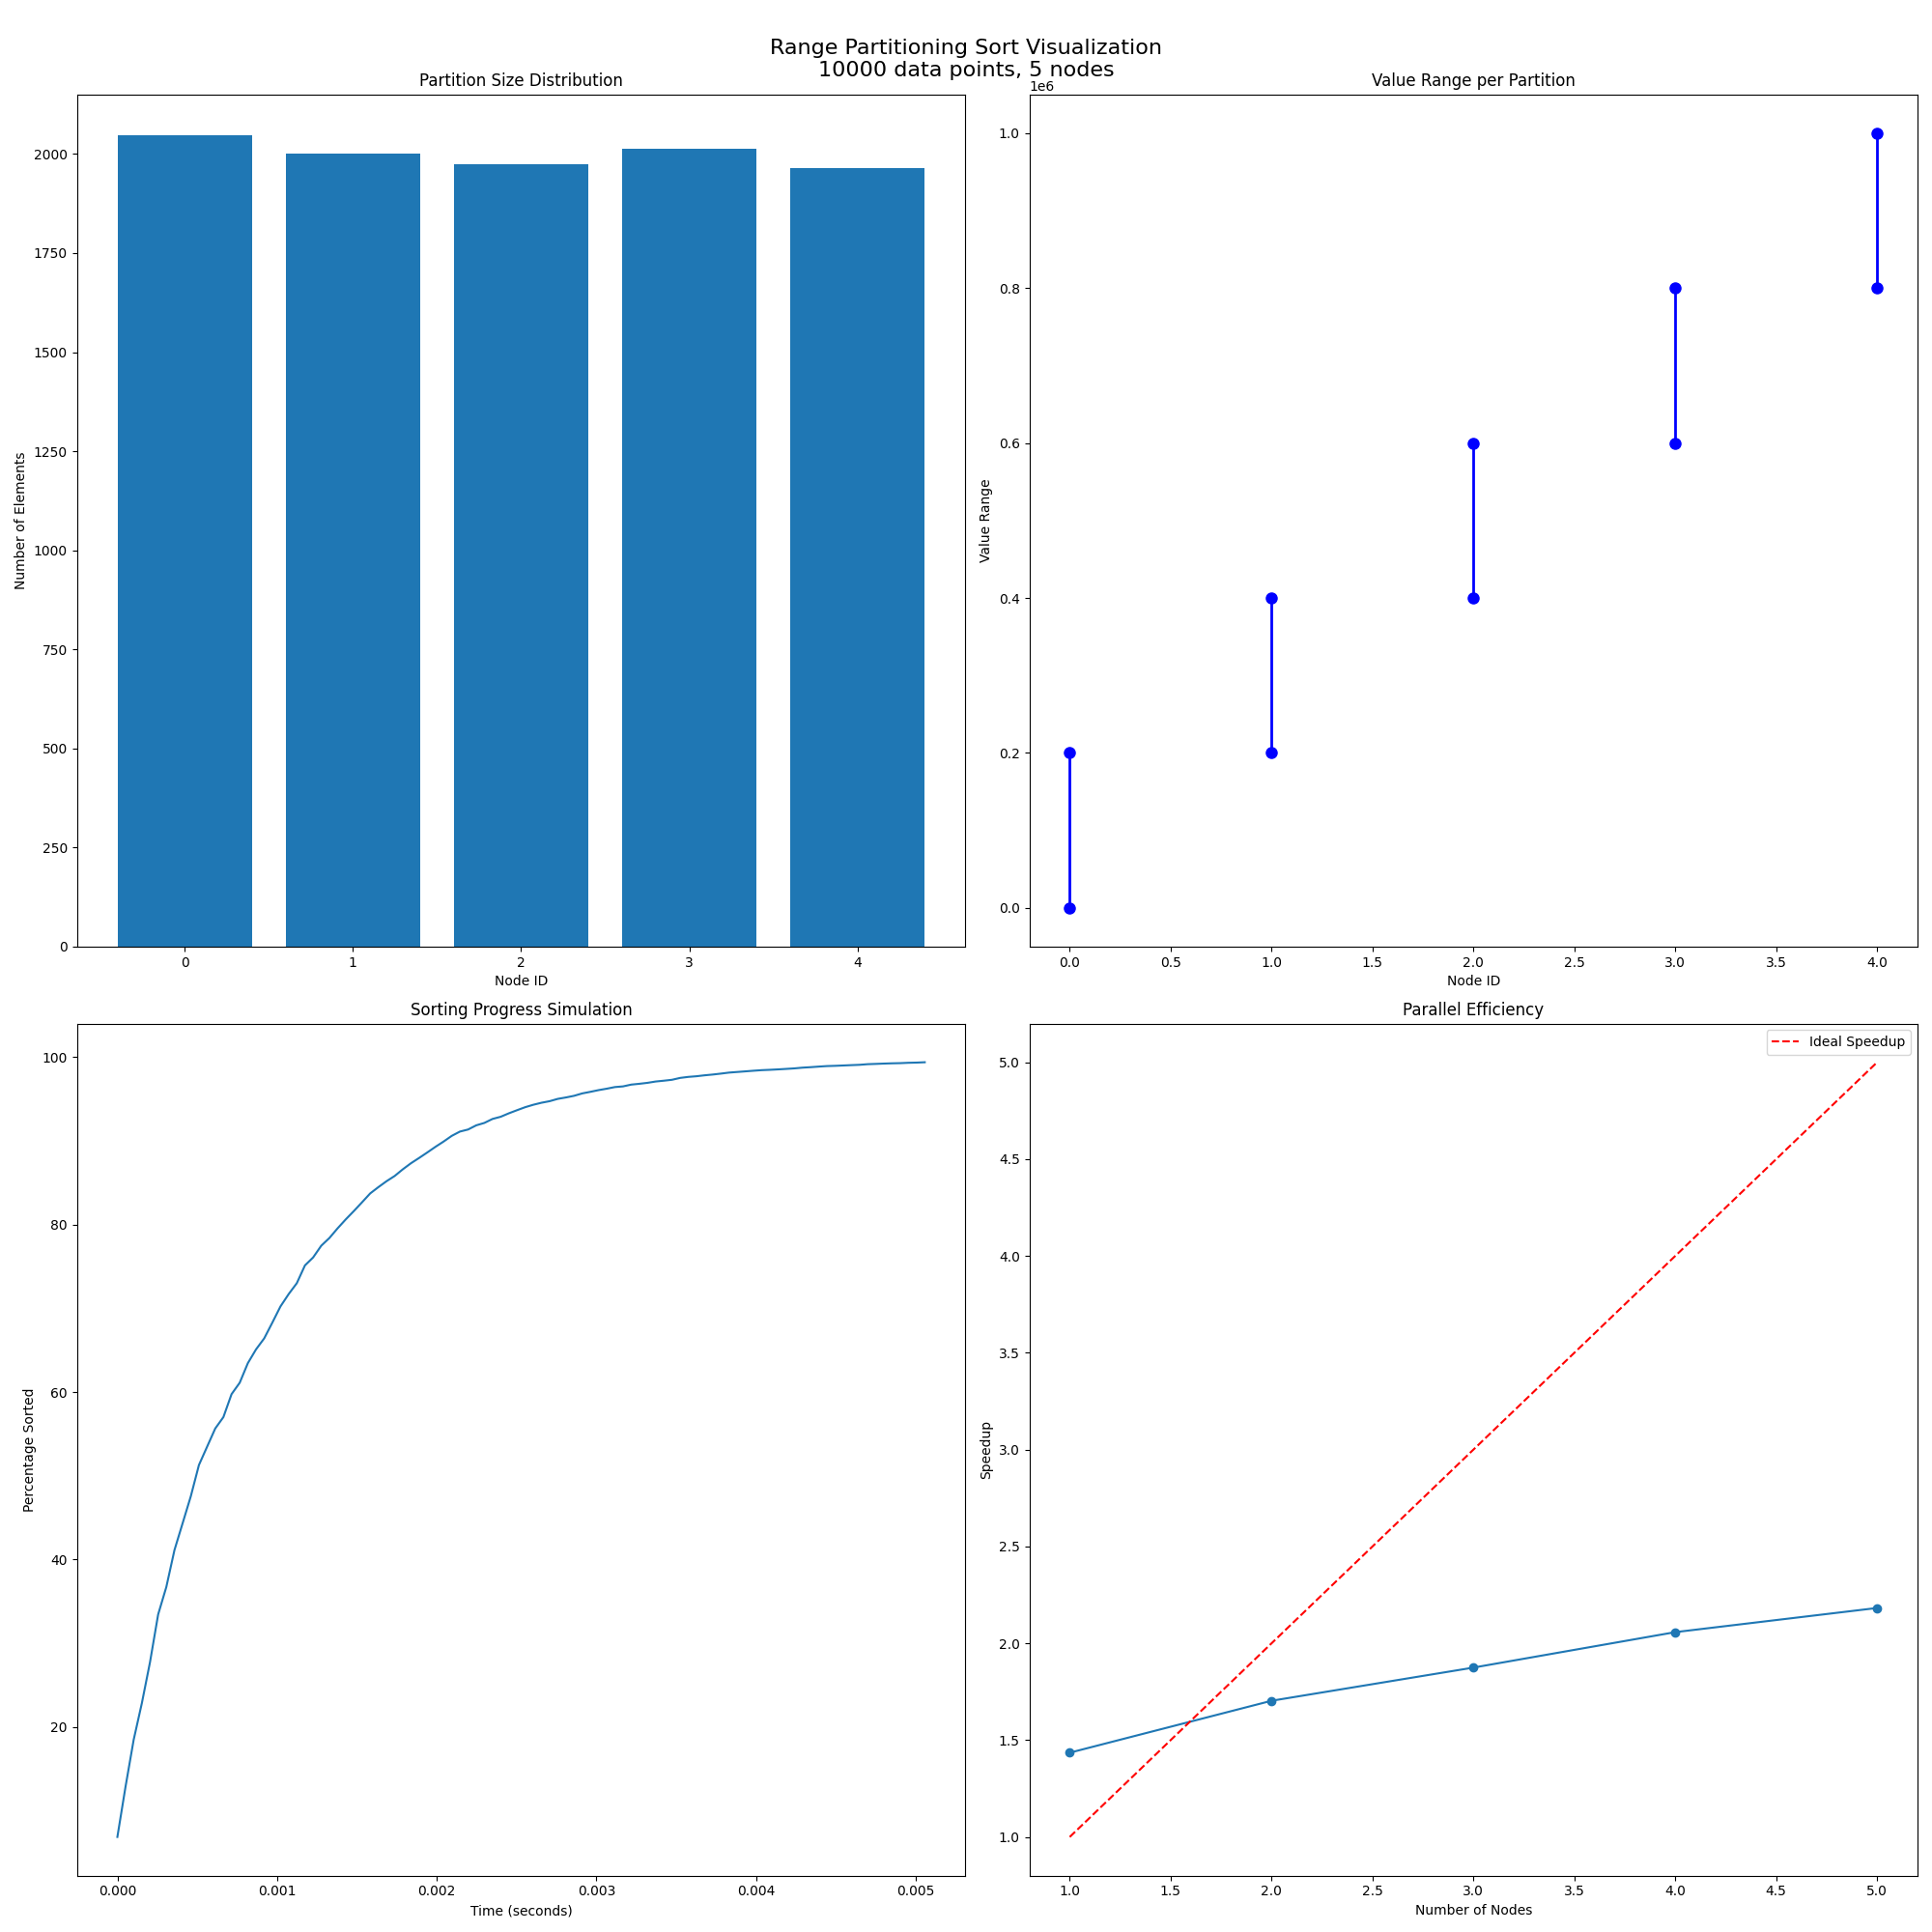 Range Partitioning Sort Visualization
10000 data points, 5 nodes
Partition Size Distribution
Number of Elements
2000
1750
1500
1250
1000
750
500
250
0
0 1 2 3 4
Node ID
Value Range per Partition
1e6
Value Range
1.0
0.8
0.6
0.4
0.2
0.0
0.0 0.5 1.0 1.5 2.0 2.5 3.0 3.5 4.0
Node ID
Sorting Progress Simulation
Percentage Sorted
100
80
60
40
20
0.000 0.001 0.002 0.003 0.004 0.005
Time (seconds)
Parallel Efficiency
Ideal Speedup
Speedup
5.0
4.5
4.0
3.5
3.0
2.5
2.0
1.5
1.0
1.0 1.5 2.0 2.5 3.0 3.5 4.0 4.5 5.0
Number of Nodes